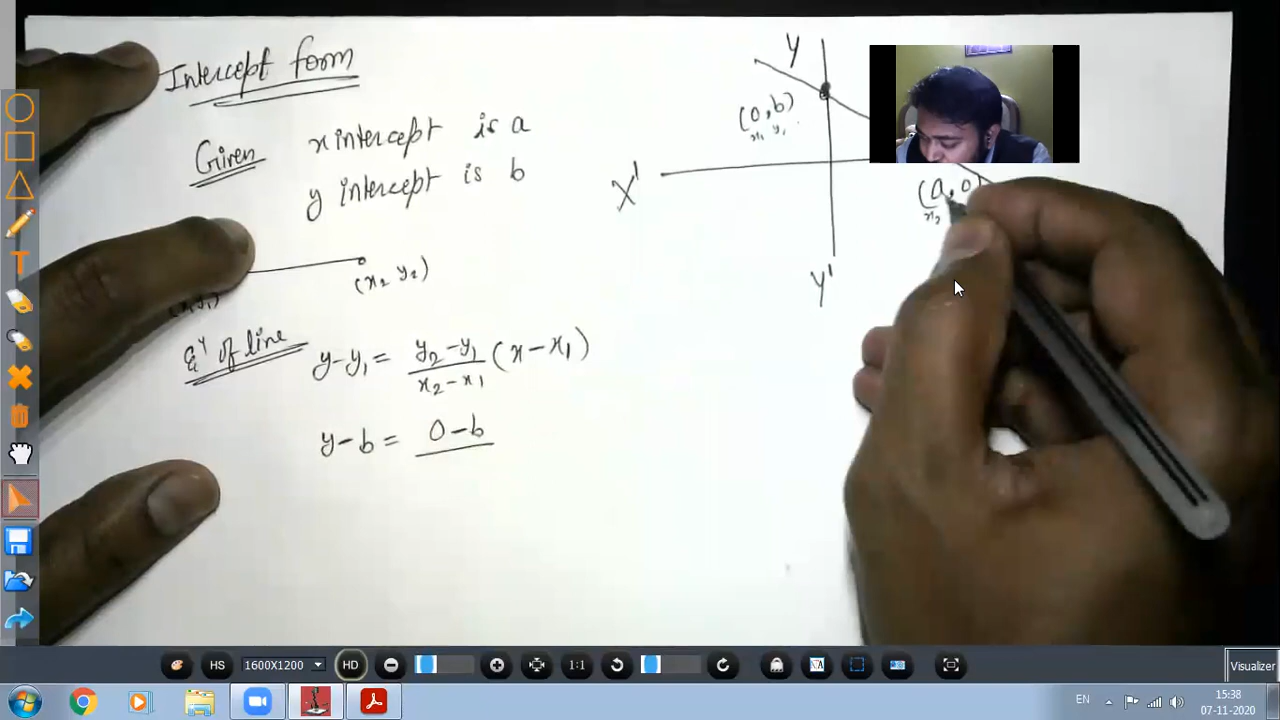 Intercept form
Given x intercept is a
y intercept is b
(x₂ y₂)
Eqⁿ of line y-y₁ = y₂-y₁ / x₂-x₁ (x-x₁)
y-b = 0-b
Y
(0, b)
x₁ y₁
X'
(a, 0)
x₂
Y'
HS
1600X1200
HD
1:1
Visualizer
EN
15:38
07-11-2020